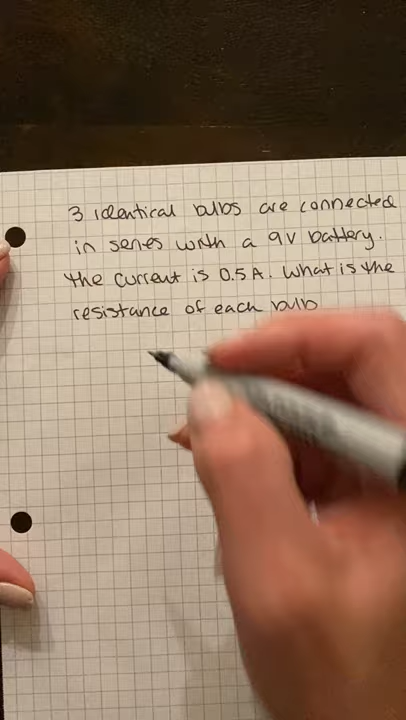 3 identical bulbs are connected
in series with a 9V battery.
the current is 0.5A. What is the
resistance of each bulb